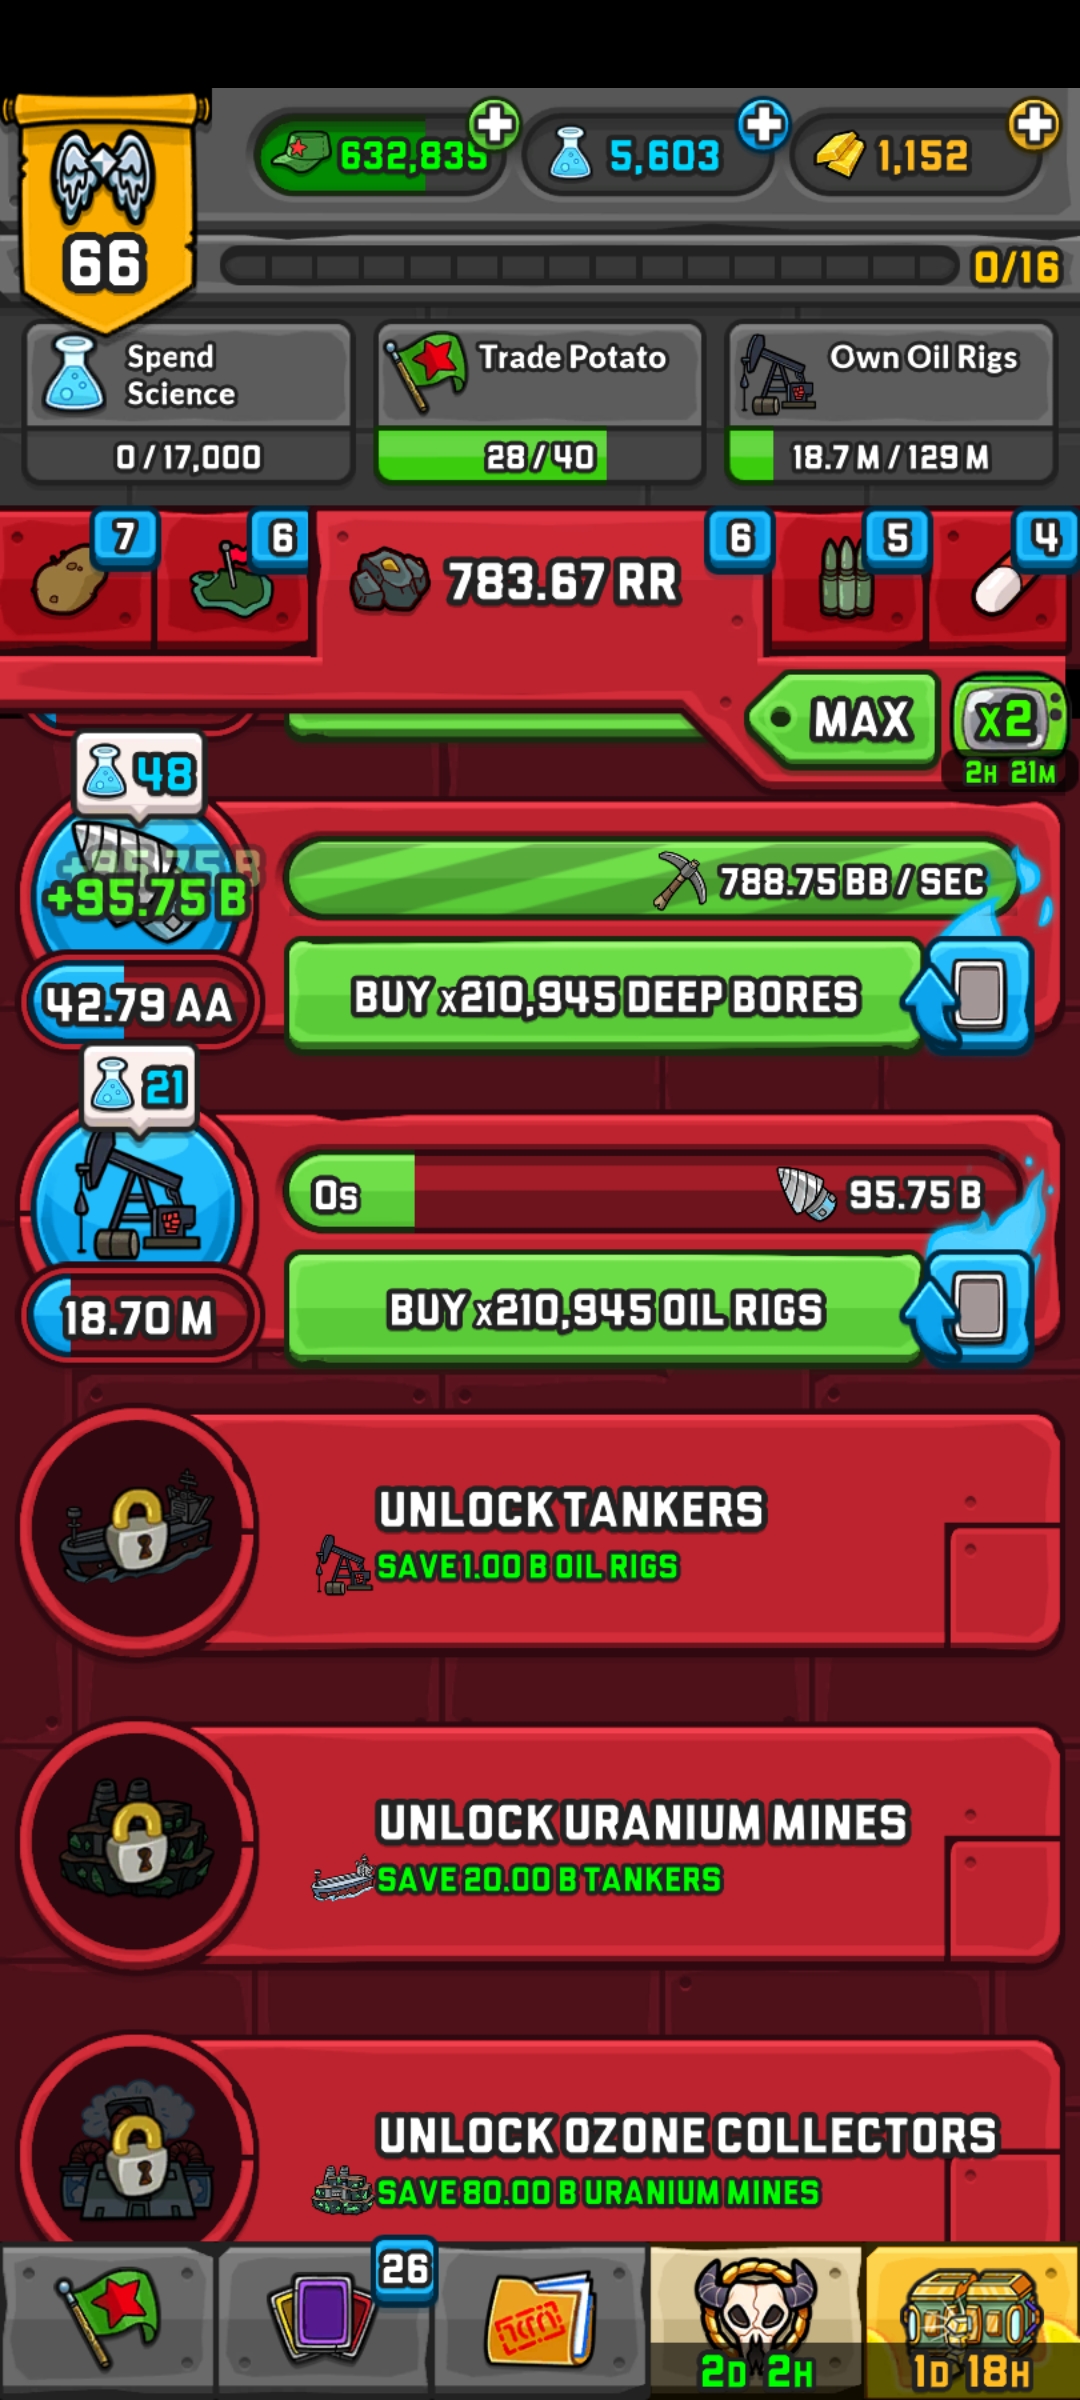 632,835
5,603
1,152
66
0/16
Spend
Science
0/17,000
Trade Potato
28/40
Own Oil Rigs
18.7 M/129 M
7
6
783.67 RR
6
5
4
MAX
x2
2H 21M
48
+95.75 B
+95.75 B
788.75 BB/SEC
42.79 AA
BUY x210,945 DEEP BORES
21
0s
95.75 B
18.70 M
BUY x210,945 OIL RIGS
UNLOCK TANKERS
SAVE 1.00 B OIL RIGS
UNLOCK URANIUM MINES
SAVE 20.00 B TANKERS
UNLOCK OZONE COLLECTORS
SAVE 80.00 B URANIUM MINES
26
2D 2H
1D 18H